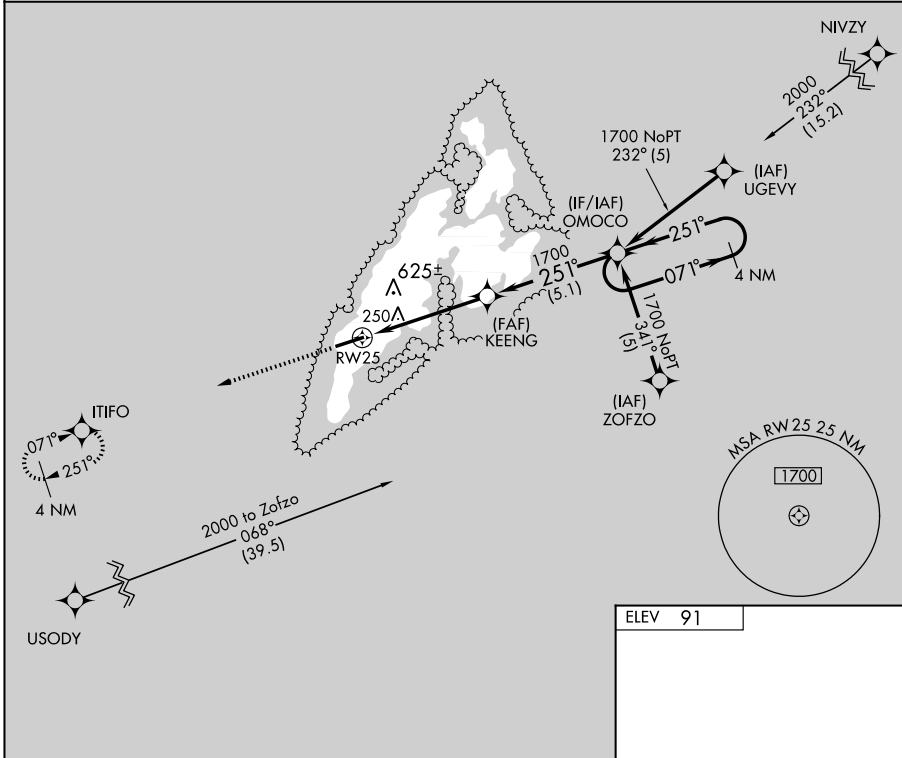 NIVZY
2000
232°
(15.2)
1700 NoPT
232° (5)
(IAF)
UGEVY
(IF/IAF)
OMOCO
251°
071°
4 NM
1700
251°
(5.1)
625±
250
(FAF)
KEENG
RW25
1700 NoPT
341°
(5)
(IAF)
ZOFZO
ITIFO
071°
251°
4 NM
MSA RW 25 25 NM
1700
2000 to Zofzo
068°
(39.5)
USODY
ELEV 91